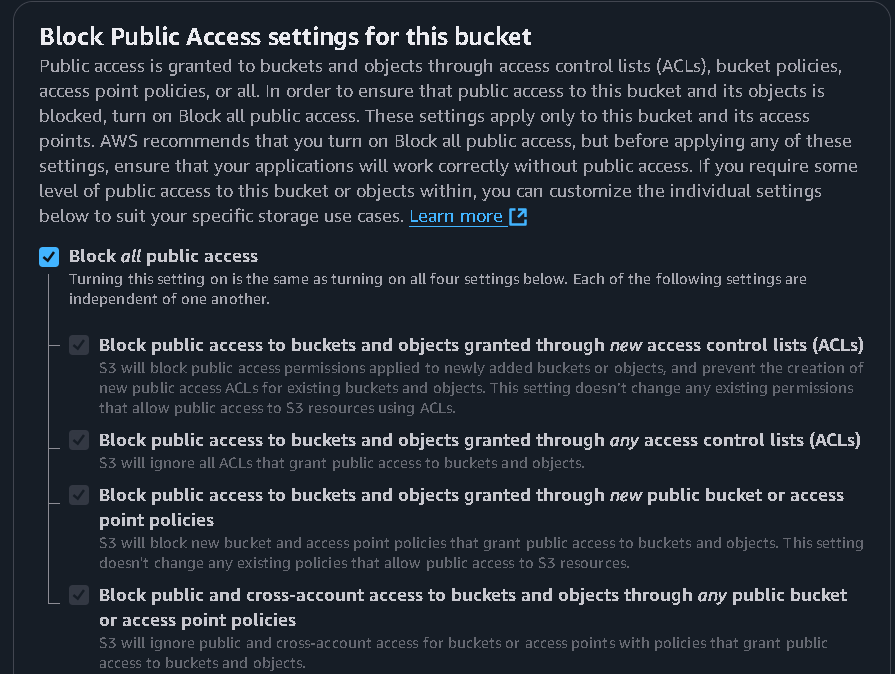 Block Public Access settings for this bucket
Public access is granted to buckets and objects through access control lists (ACLs), bucket policies,
access point policies, or all. In order to ensure that public access to this bucket and its objects is
blocked, turn on Block all public access. These settings apply only to this bucket and its access
points. AWS recommends that you turn on Block all public access, but before applying any of these
settings, ensure that your applications will work correctly without public access. If you require some
level of public access to this bucket or objects within, you can customize the individual settings
below to suit your specific storage use cases. Learn more
Block all public access
Turning this setting on is the same as turning on all four settings below. Each of the following settings are
independent of one another.
Block public access to buckets and objects granted through new access control lists (ACLs)
S3 will block public access permissions applied to newly added buckets or objects, and prevent the creation of
new public access ACLs for existing buckets and objects. This setting doesn't change any existing permissions
that allow public access to S3 resources using ACLs.
Block public access to buckets and objects granted through any access control lists (ACLs)
S3 will ignore all ACLs that grant public access to buckets and objects.
Block public access to buckets and objects granted through new public bucket or access
point policies
S3 will block new bucket and access point policies that grant public access to buckets and objects. This setting
doesn't change any existing policies that allow public access to S3 resources.
Block public and cross-account access to buckets and objects through any public bucket
or access point policies
S3 will ignore public and cross-account access for buckets or access points with policies that grant public
access to buckets and objects.